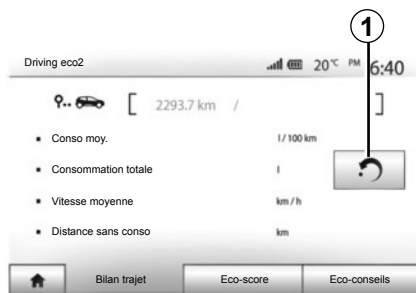 1
Driving eco2 20°C PM 6:40
[ 2293.7 km / ]
▪ Conso moy. l/100 km
▪ Consommation totale l
▪ Vitesse moyenne km/h
▪ Distance sans conso km
Bilan trajet Eco-score Eco-conseils